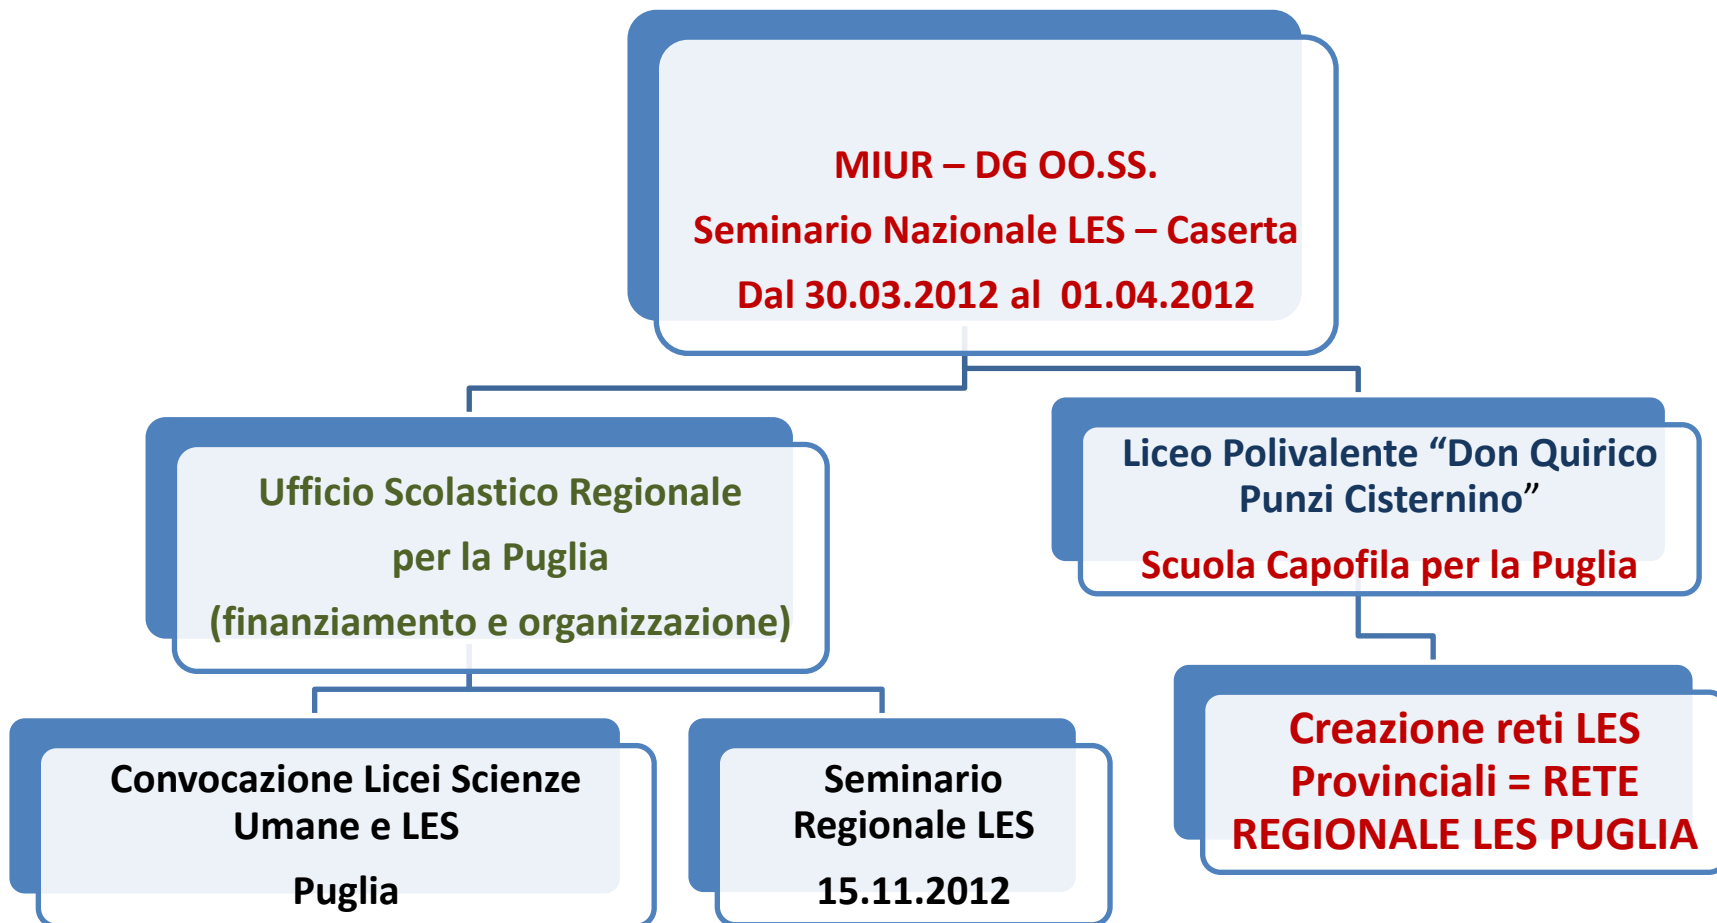 MIUR – DG OO.SS.
Seminario Nazionale LES – Caserta
Dal 30.03.2012 al 01.04.2012
Ufficio Scolastico Regionale
per la Puglia
(finanziamento e organizzazione)
Liceo Polivalente “Don Quirico
Punzi Cisternino”
Scuola Capofila per la Puglia
Convocazione Licei Scienze
Umane e LES
Puglia
Seminario
Regionale LES
15.11.2012
Creazione reti LES
Provinciali = RETE
REGIONALE LES PUGLIA